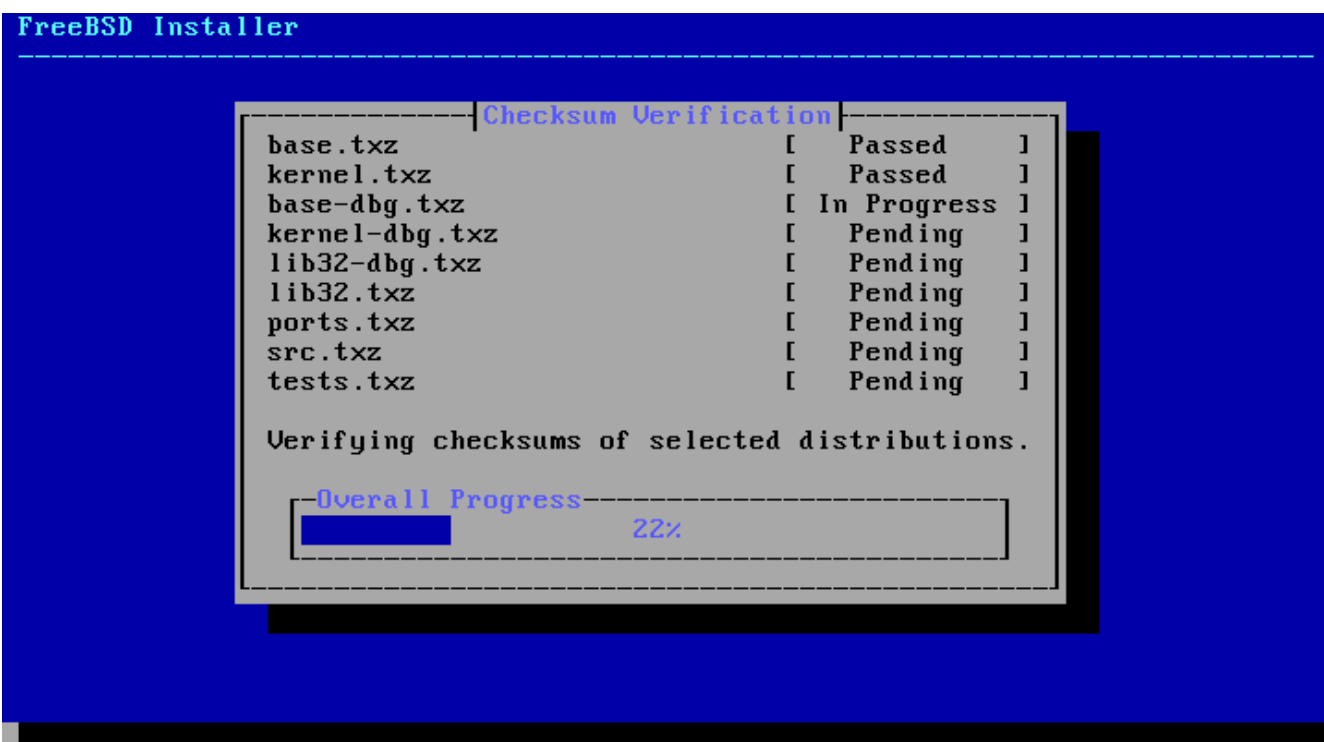 FreeBSD Installer
Checksum Verification
base.txz [ Passed ]
kernel.txz [ Passed ]
base-dbg.txz [ In Progress ]
kernel-dbg.txz [ Pending ]
lib32-dbg.txz [ Pending ]
lib32.txz [ Pending ]
ports.txz [ Pending ]
src.txz [ Pending ]
tests.txz [ Pending ]
Verifying checksums of selected distributions.
Overall Progress
22%